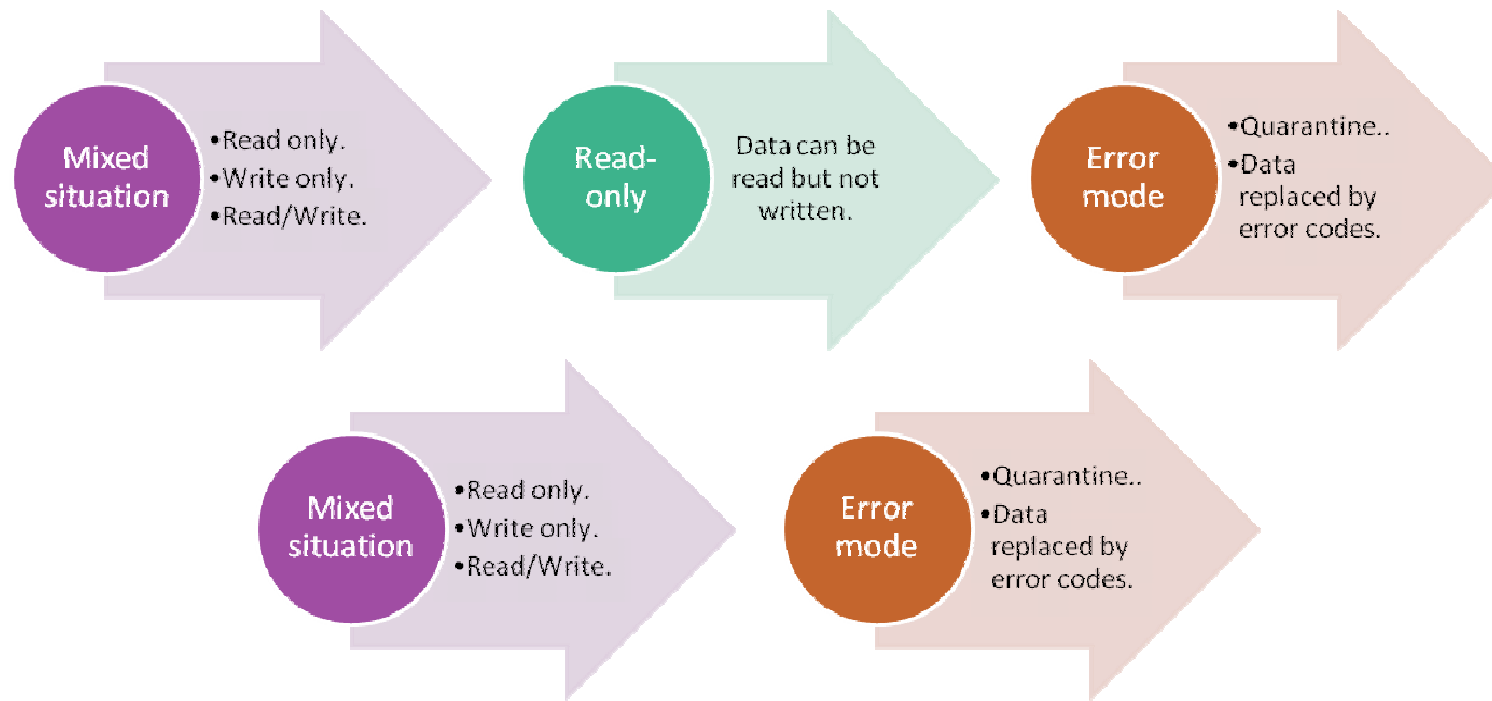 Mixed
situation
•Read only.
•Write only.
•Read/Write.
Read-
only
Data can be
read but not
written.
Error
mode
•Quarantine..
•Data
replaced by
error codes.
Mixed
situation
•Read only.
•Write only.
•Read/Write.
Error
mode
•Quarantine..
•Data
replaced by
error codes.